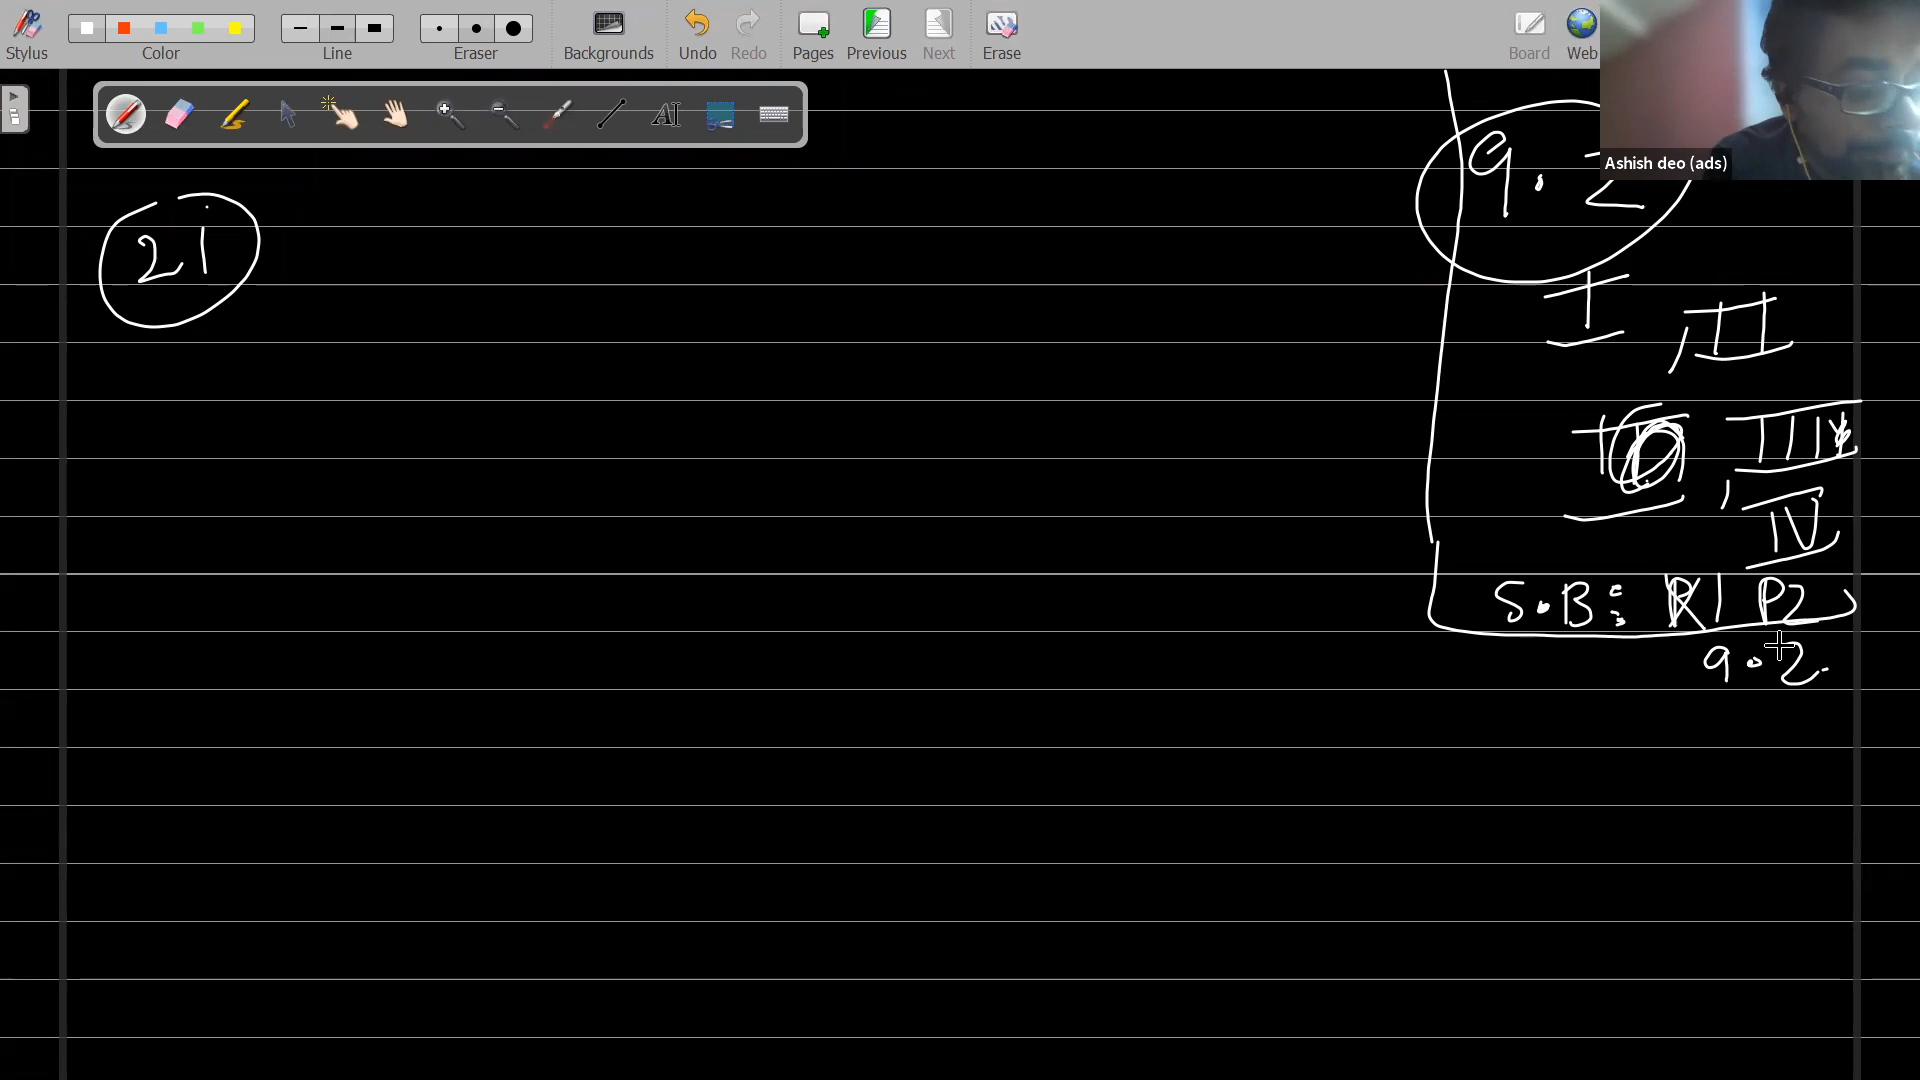 Stylus Color Line Eraser Backgrounds Undo Redo Pages Previous Next Erase Board Web
Ashish deo (ads)
AI
21
9.2
I
, II
III
, IV
S.B: P2
9.2.